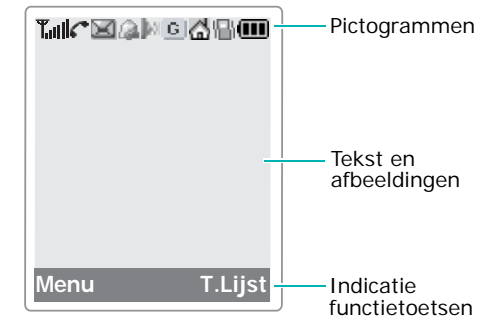 G
Pictogrammen
Tekst en
afbeeldingen
Menu T.Lijst
Indicatie
functietoetsen